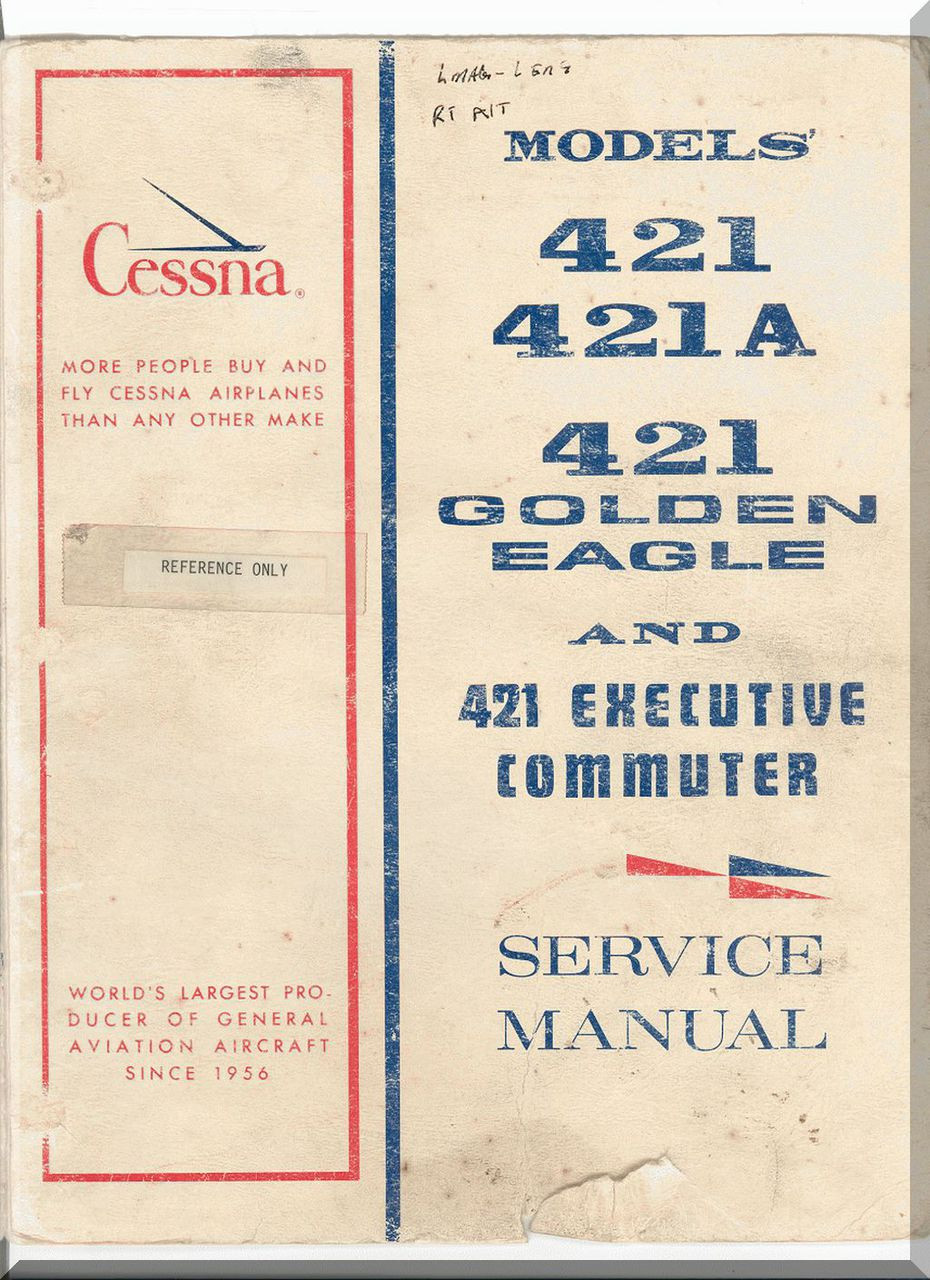 MODELS'
421
421A
421
GOLDEN
EAGLE
AND
421 EXECUTIVE
COMMUTER
SERVICE
MANUAL
Cessna®
MORE PEOPLE BUY AND
FLY CESSNA AIRPLANES
THAN ANY OTHER MAKE
REFERENCE ONLY
WORLD'S LARGEST PRO-
DUCER OF GENERAL
AVIATION AIRCRAFT
SINCE 1956